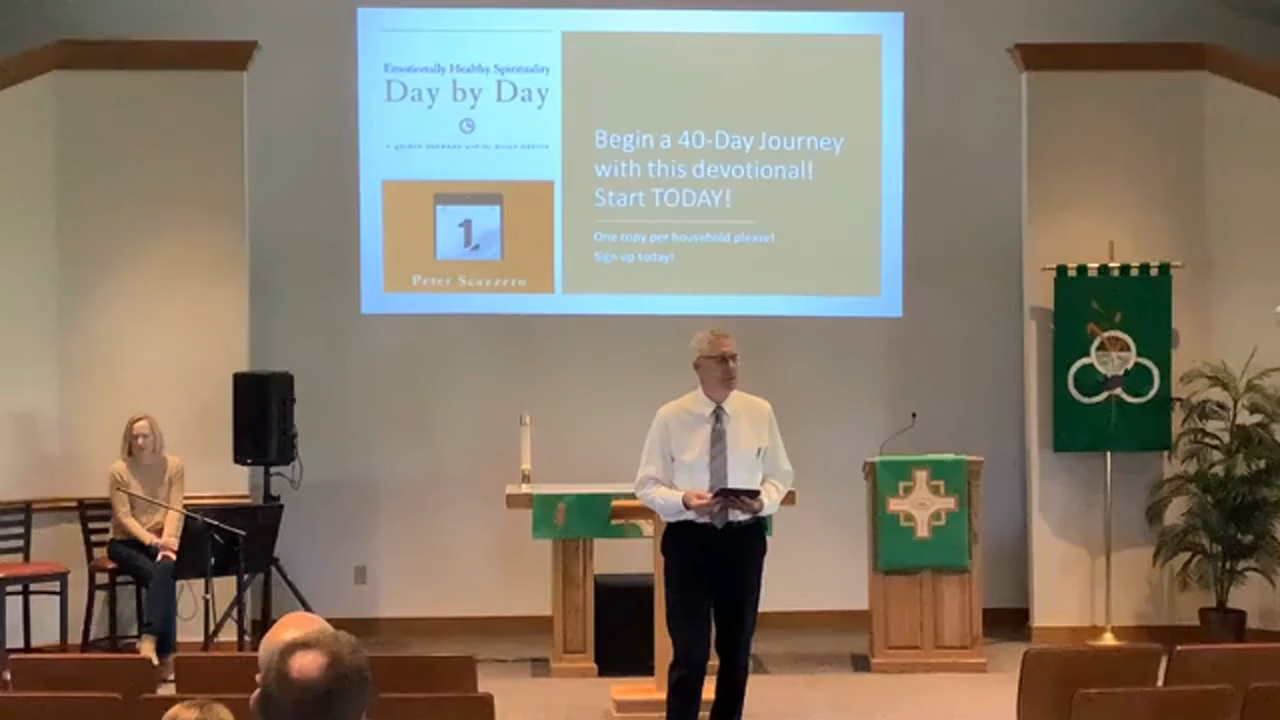 Emotionally Healthy Spirituality
Day by Day
1
Peter Scazzero
Begin a 40-Day Journey
with this devotional!
Start TODAY!
One copy per household please!
Sign up today!